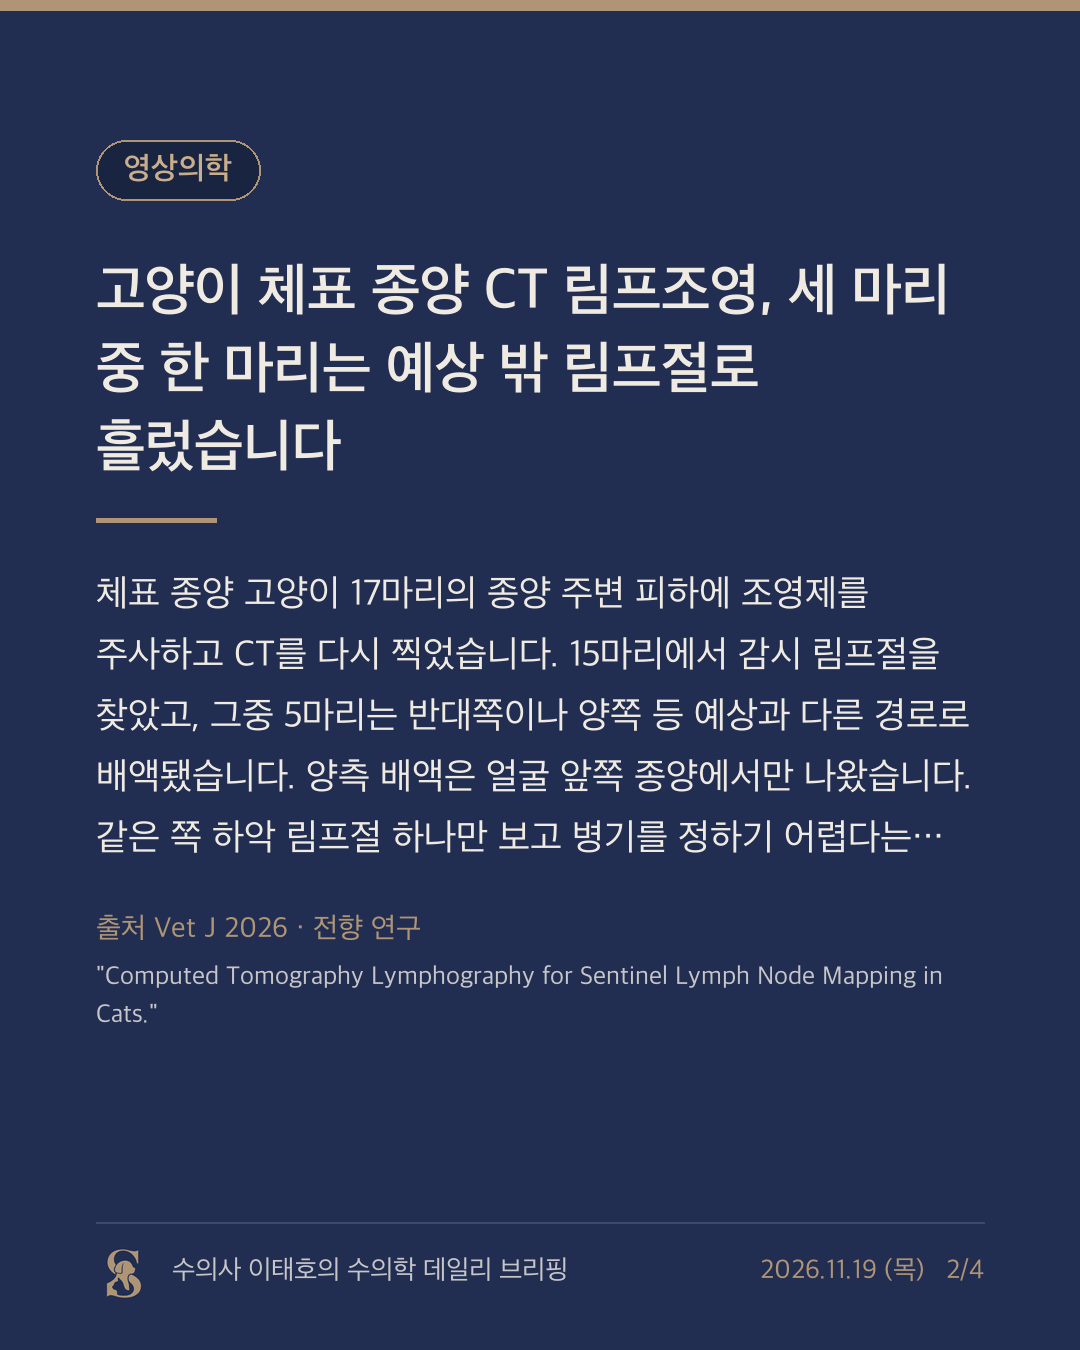 영상의학
고양이 체표 종양 CT 림프조영, 세 마리
중 한 마리는 예상 밖 림프절로
흘렀습니다
체표 종양 고양이 17마리의 종양 주변 피하에 조영제를
주사하고 CT를 다시 찍었습니다. 15마리에서 감시 림프절을
찾았고, 그중 5마리는 반대쪽이나 양쪽 등 예상과 다른 경로로
배액됐습니다. 양측 배액은 얼굴 앞쪽 종양에서만 나왔습니다.
같은 쪽 하악 림프절 하나만 보고 병기를 정하기 어렵다는…
출처 Vet J 2026 · 전향 연구
"Computed Tomography Lymphography for Sentinel Lymph Node Mapping in
Cats."
수의사 이태호의 수의학 데일리 브리핑
2026.11.19 (목) 2/4